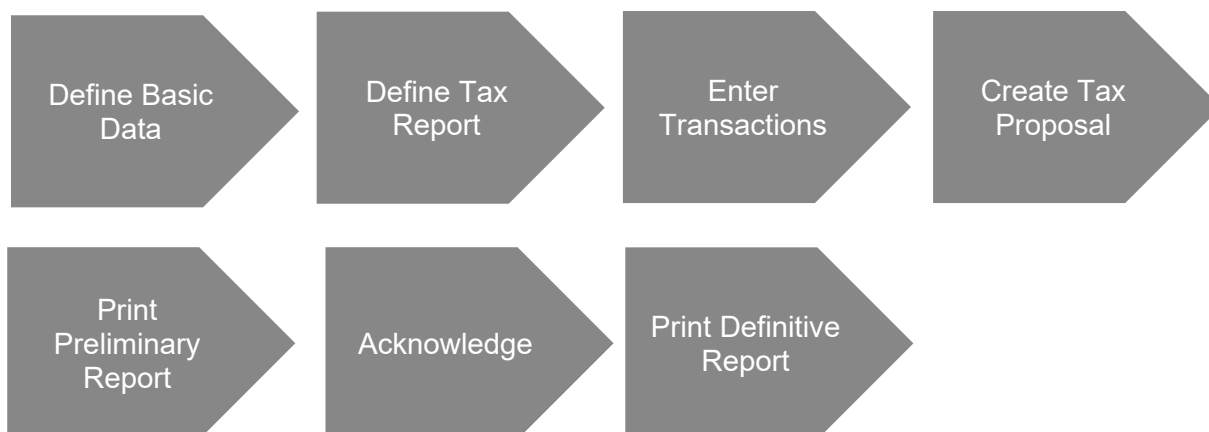 Define Basic
Data
Define Tax
Report
Enter
Transactions
Create Tax
Proposal
Print
Preliminary
Report
Acknowledge
Print Definitive
Report